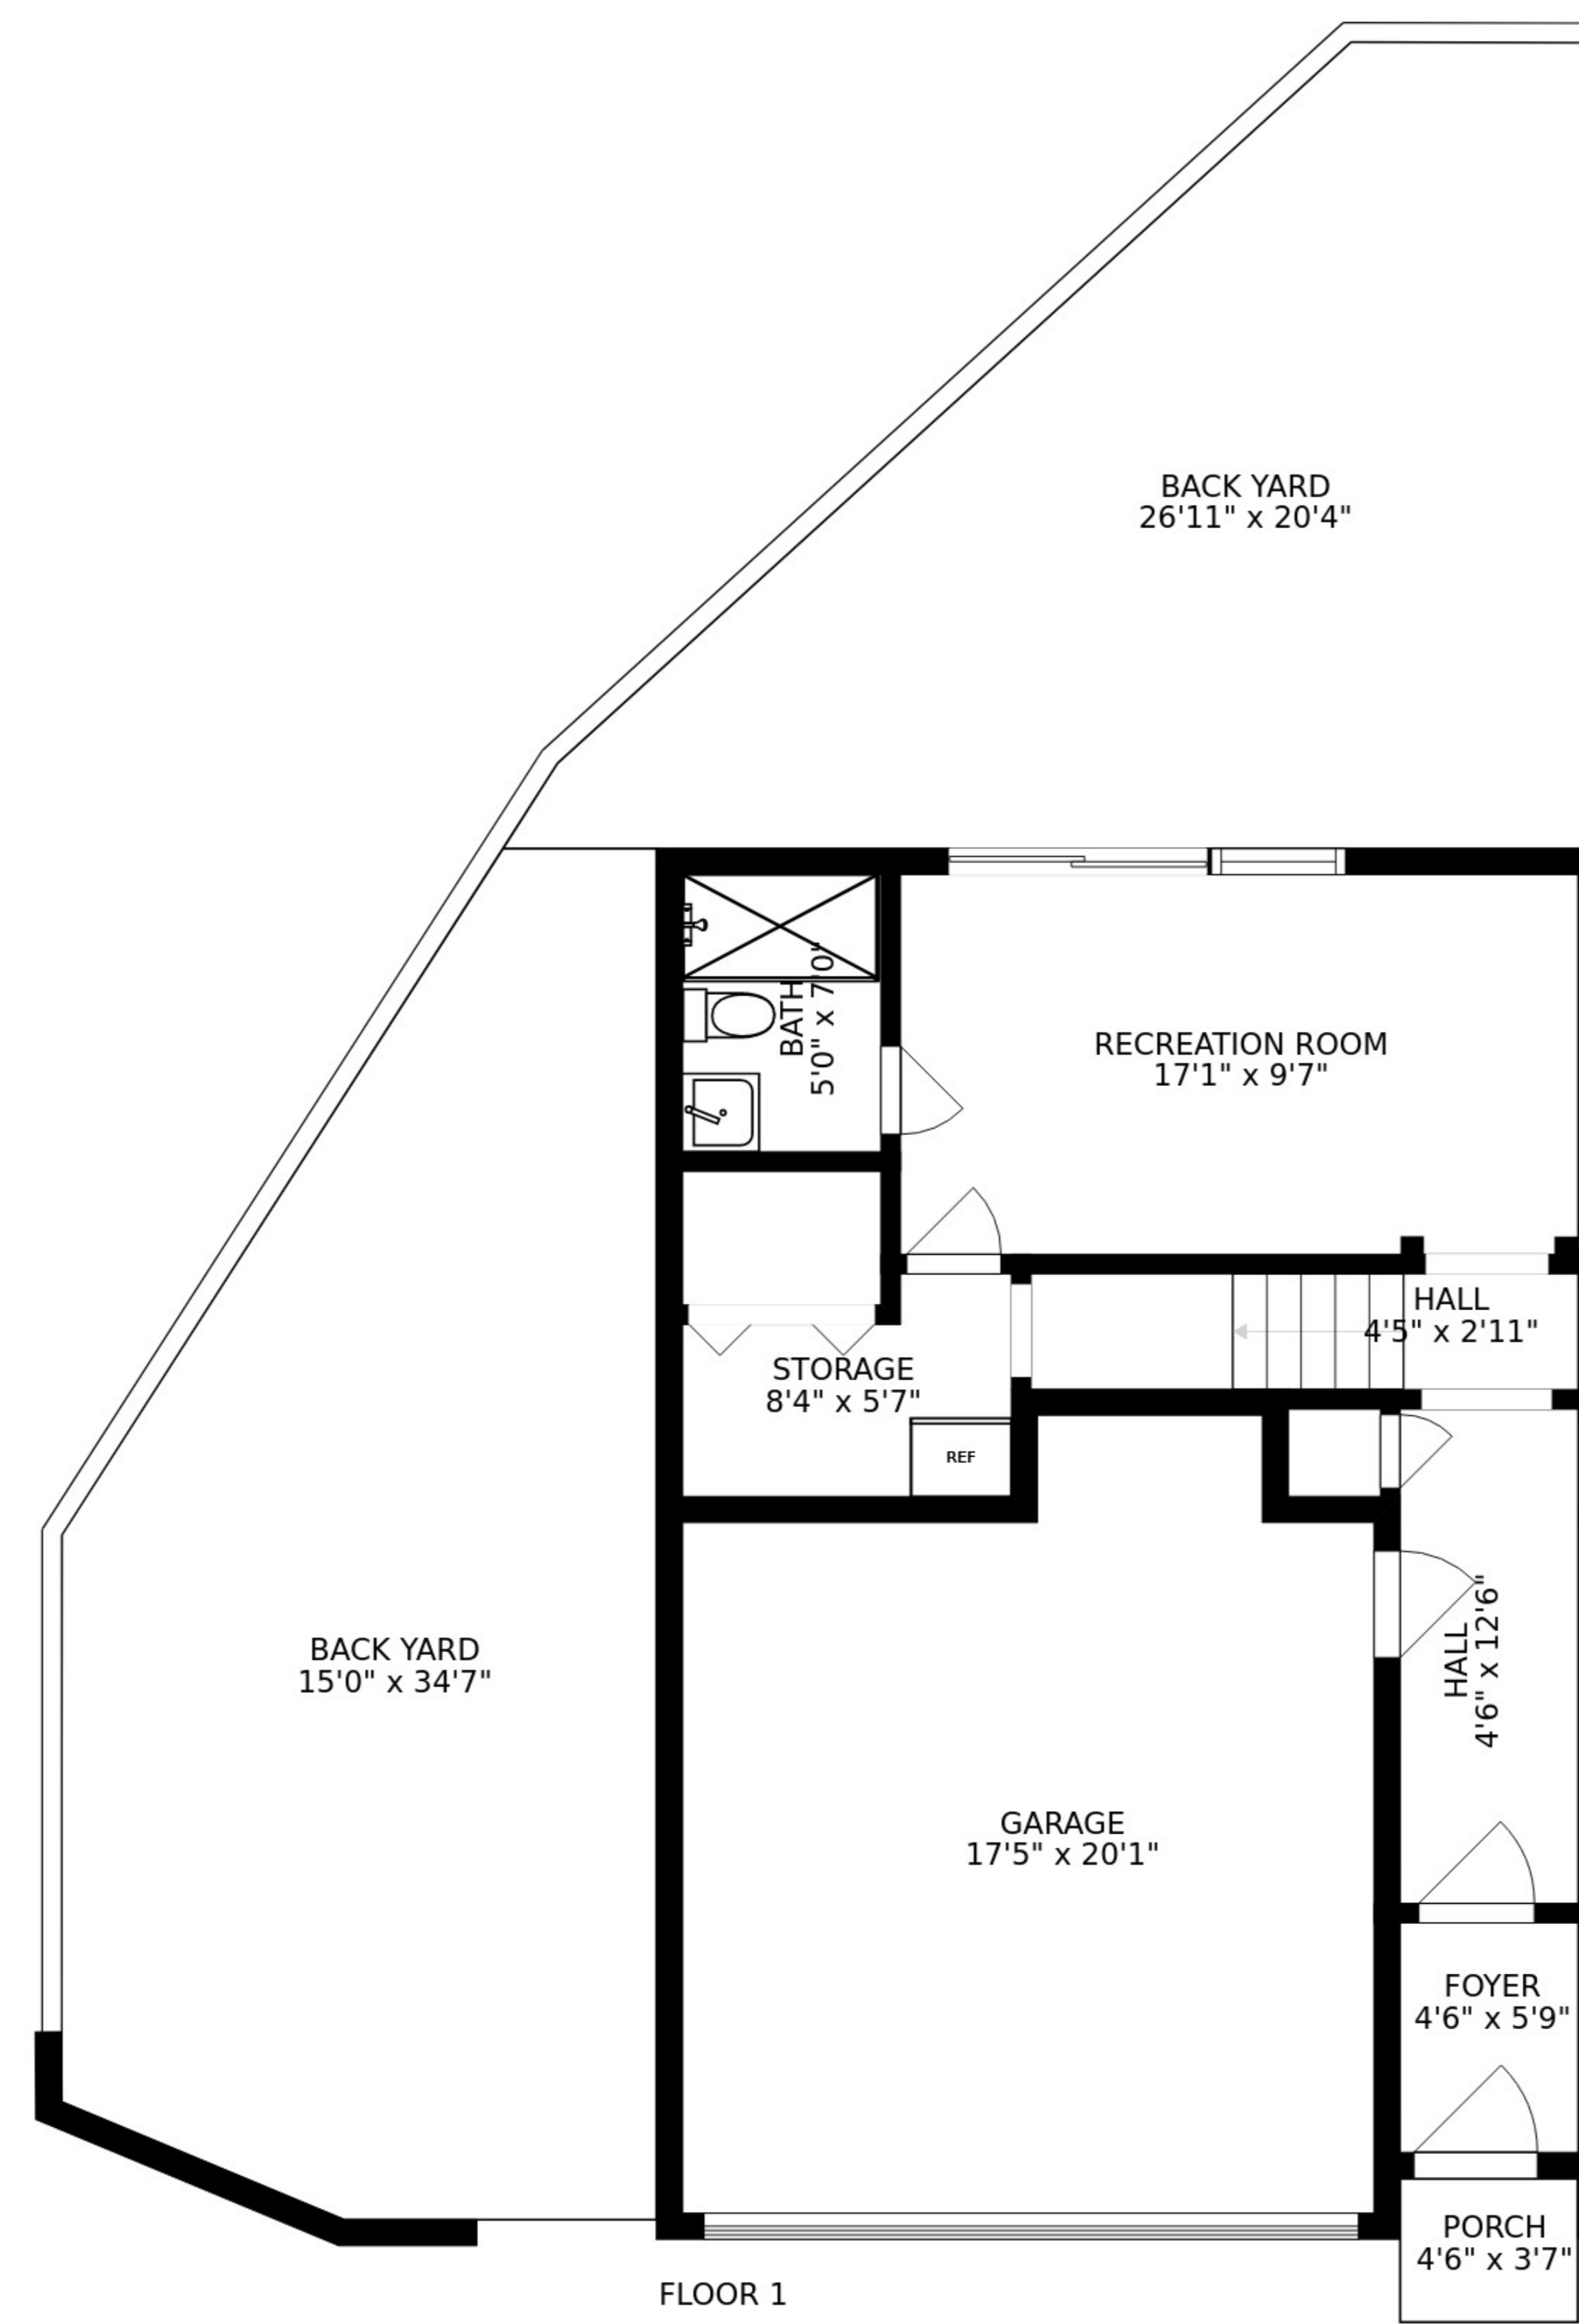 BACK YARD
26'11" x 20'4"
BATH
5'0" x 7'0"
RECREATION ROOM
17'1" x 9'7"
HALL
4'5" x 2'11"
STORAGE
8'4" x 5'7"
REF
BACK YARD
15'0" x 34'7"
HALL
4'6" x 12'6"
GARAGE
17'5" x 20'1"
FOYER
4'6" x 5'9"
PORCH
4'6" x 3'7"
FLOOR 1